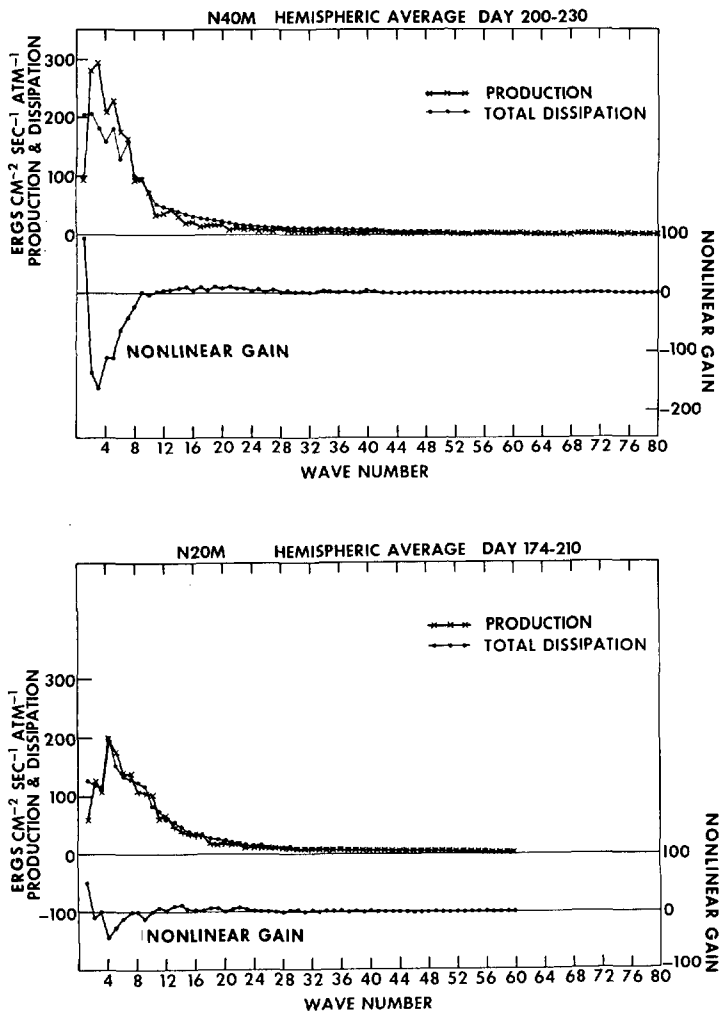 N40M HEMISPHERIC AVERAGE DAY 200-230
ERGS CM⁻² SEC⁻¹ ATM⁻¹
PRODUCTION & DISSIPATION
300
200
100
0
PRODUCTION
TOTAL DISSIPATION
100
0
-100
-200
NONLINEAR GAIN
NONLINEAR GAIN
4 8 12 16 20 24 28 32 36 40 44 48 52 56 60 64 68 72 76 80
WAVE NUMBER
N20M HEMISPHERIC AVERAGE DAY 174-210
ERGS CM⁻² SEC⁻¹ ATM⁻¹
PRODUCTION & DISSIPATION
300
200
100
0
-100
PRODUCTION
TOTAL DISSIPATION
100
0
-100
NONLINEAR GAIN
NONLINEAR GAIN
4 8 12 16 20 24 28 32 36 40 44 48 52 56 60 64 68 72 76 80
WAVE NUMBER